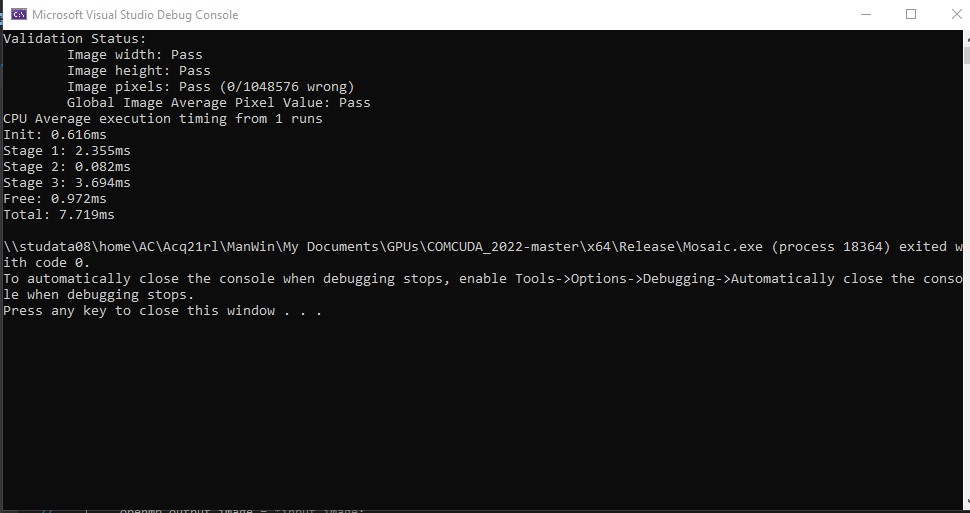 Microsoft Visual Studio Debug Console
Validation Status:
Image width: Pass
Image height: Pass
Image pixels: Pass (0/1048576 wrong)
Global Image Average Pixel Value: Pass
CPU Average execution timing from 1 runs
Init: 0.616ms
Stage 1: 2.355ms
Stage 2: 0.082ms
Stage 3: 3.694ms
Free: 0.972ms
Total: 7.719ms
\\studata08\home\AC\Acq21rl\ManWin\My Documents\GPUs\COMCUDA_2022-master\x64\Release\Mosaic.exe (process 18364) exited w
ith code 0.
To automatically close the console when debugging stops, enable Tools->Options->Debugging->Automatically close the conso
le when debugging stops.
Press any key to close this window . . .